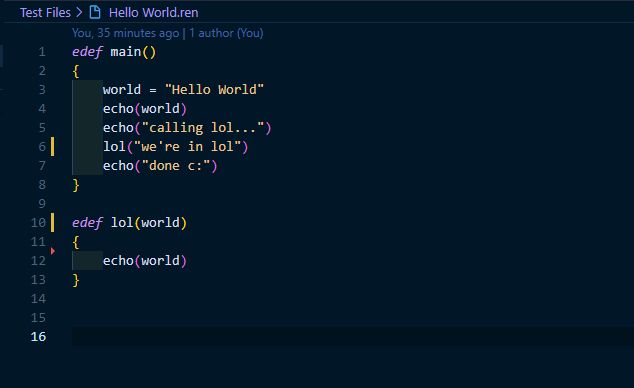 Test Files > Hello World.ren
You, 35 minutes ago | 1 author (You)
1 edef main()
2 {
3     world = "Hello World"
4     echo(world)
5     echo("calling lol...")
6     lol("we're in lol")
7     echo("done c:")
8 }
9
10 edef lol(world)
11 {
12     echo(world)
13 }
14
15
16